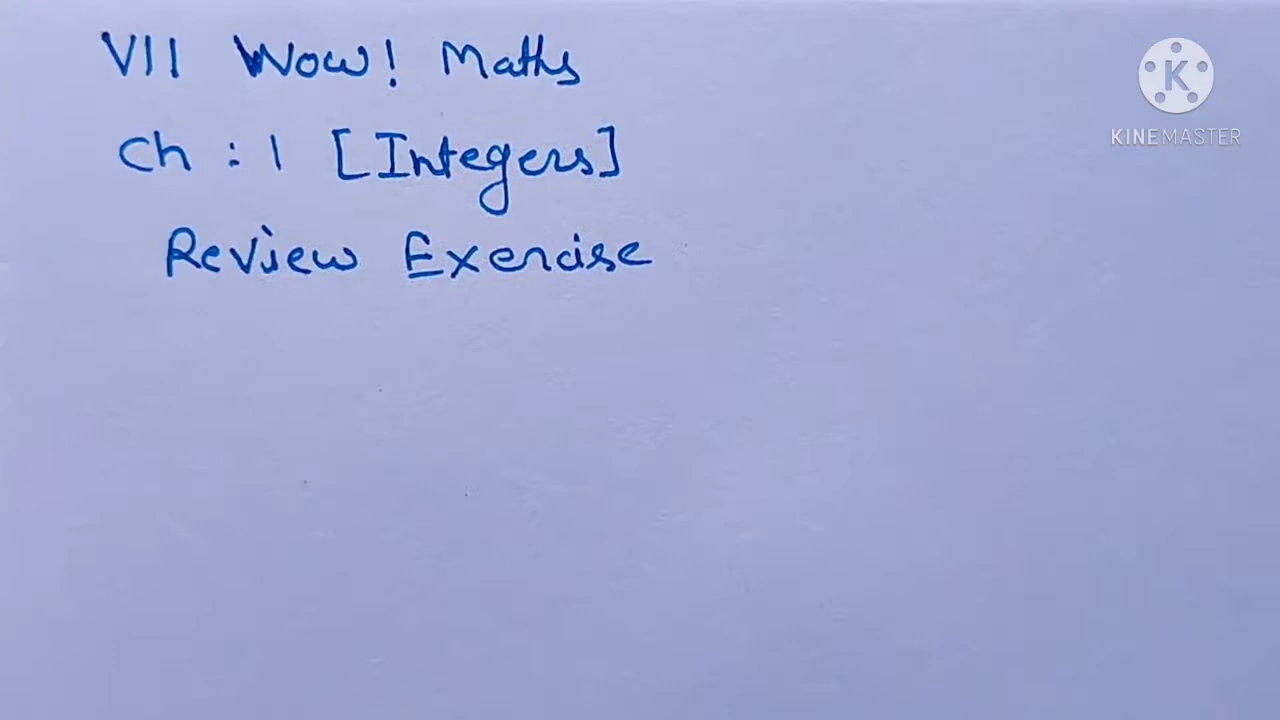 VII Wow! Maths
Ch : 1 [Integers]
Review Exercise
KINEMASTER